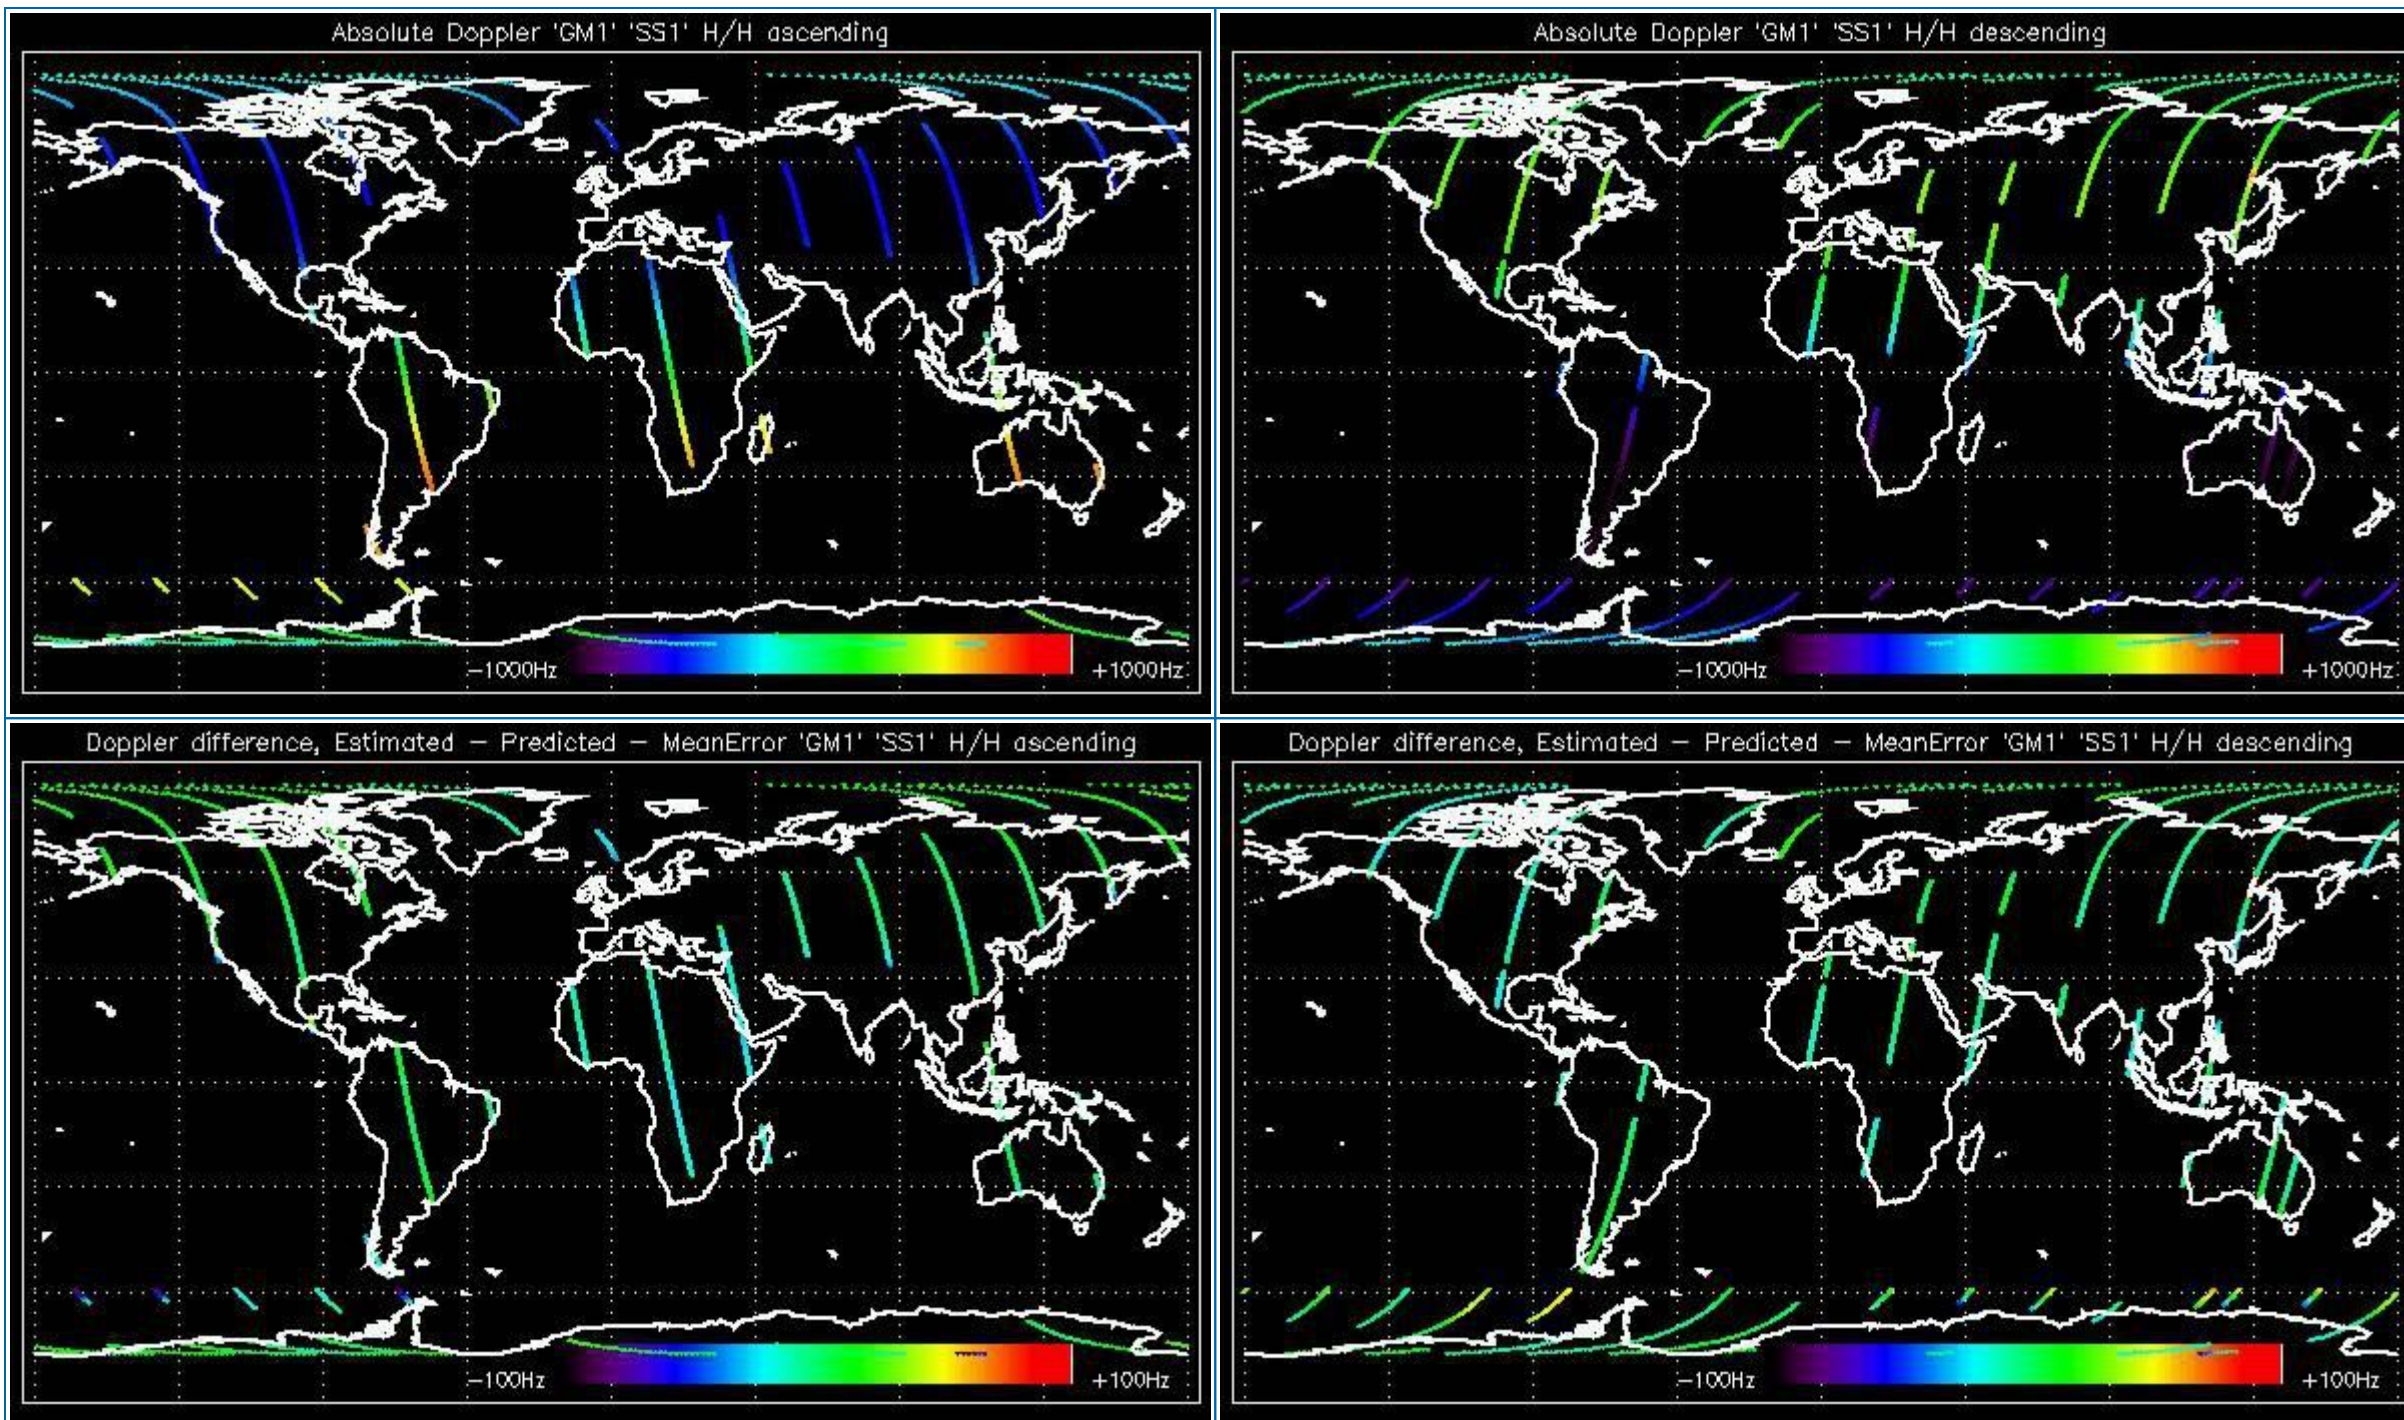 Absolute Doppler 'GM1' 'SS1' H/H ascending
-1000Hz
+1000Hz
Absolute Doppler 'GM1' 'SS1' H/H descending
-1000Hz
+1000Hz
Doppler difference, Estimated - Predicted - MeanError 'GM1' 'SS1' H/H ascending
-100Hz
+100Hz
Doppler difference, Estimated - Predicted - MeanError 'GM1' 'SS1' H/H descending
-100Hz
+100Hz